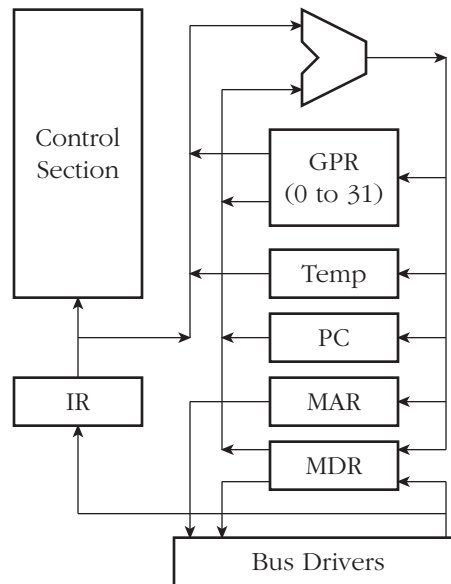 Control
Section
GPR
(0 to 31)
Temp
PC
IR
MAR
MDR
Bus Drivers